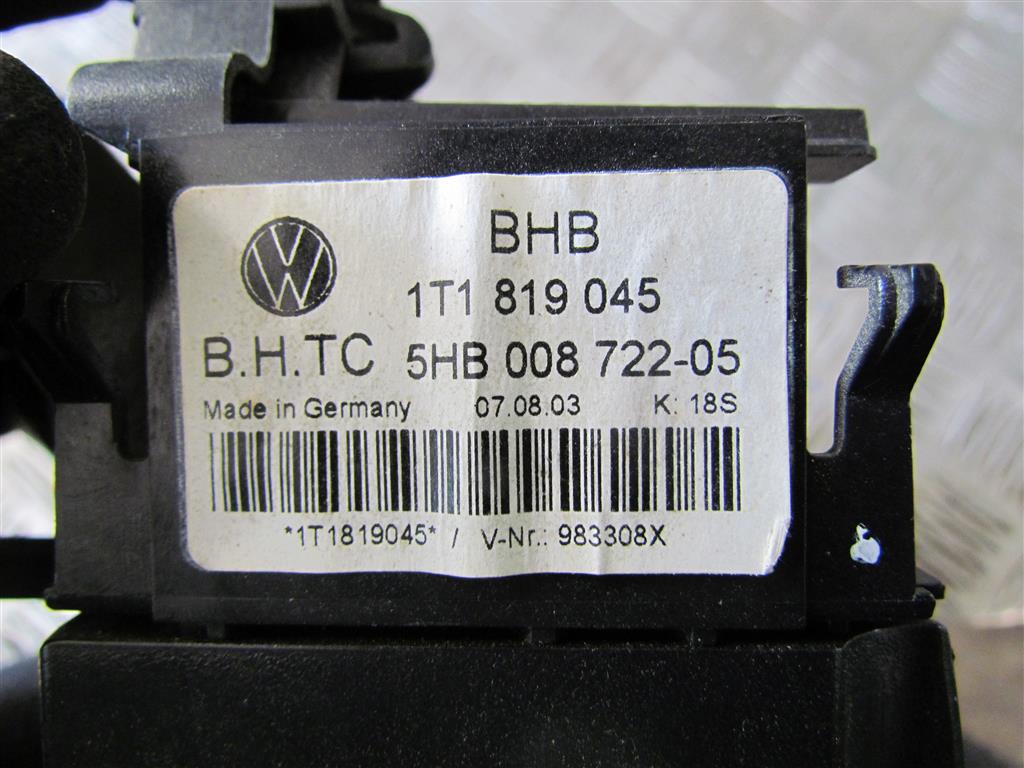 BHB
1T1 819 045
B.H.TC 5HB 008 722-05
Made in Germany 07.08.03 K: 18S
*1T1819045* / V-Nr.: 983308X